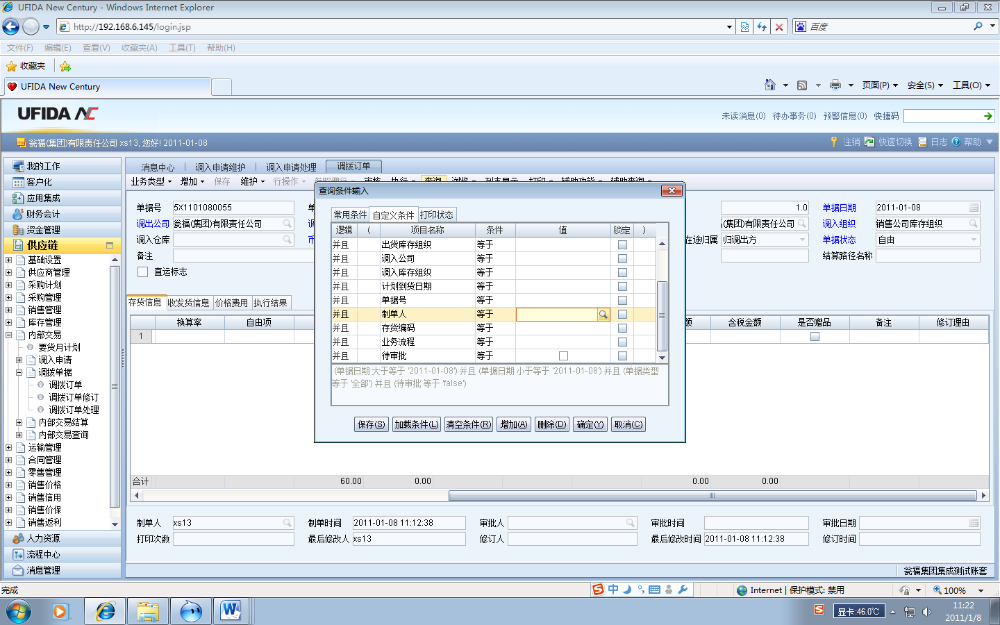 UFIDA New Century - Windows Internet Explorer
http://192.168.6.145/login.jsp
百度
文件(F) 编辑(E) 查看(V) 收藏夹(A) 工具(T) 帮助(H)
收藏夹
UFIDA New Century
页面(P) 安全(S) 工具(O)
UFIDA NC
未读消息(0) 待办事务(0) 预警信息(0) 快捷码
瓮福(集团)有限责任公司 xs13, 您好! 2011-01-08
注销 快速切换 日志 帮助
我的工作
客户化
应用集成
财务会计
资金管理
供应链
基础设置
供应商管理
采购计划
采购管理
销售管理
库存管理
内部交易
要货月计划
调入申请
调拨单据
调拨订单
调拨订单修订
调拨订单处理
内部交易结算
内部交易查询
运输管理
合同管理
零售管理
销售价格
销售信用
销售价保
销售返利
人力资源
流程中心
消息管理
消息中心 调入申请维护 调入申请处理 调拨订单
业务类型 增加 保存 维护 行操作
单据号 5X1101080055 1.0 单据日期 2011-01-08
调出公司 瓮福(集团)有限责任公司 (集团)有限责任公司 调入组织 销售公司库存组织
调入仓库 在途归属 归调出方 单据状态 自由
备注 结算路径名称
直运标志
存货信息 收发货信息 价格费用 执行结果
换算率 自由项 额 含税金额 是否赠品 备注 修订理由
1
合计 60.00 0.00 0.00 0.00
制单人 xs13 制单时间 2011-01-08 11:12:38 审批人 审批时间 审批日期
打印次数 最后修改人 xs13 修订人 最后修改时间 2011-01-08 11:12:38 修订时间
瓮福集团集成测试账套
查询条件输入
常用条件 自定义条件 打印状态
逻辑 ( 项目名称 条件 值 锁定 )
并且 出货库存组织 等于
并且 调入公司 等于
并且 调入库存组织 等于
并且 计划到货日期 等于
并且 单据号 等于
并且 制单人 等于
并且 存货编码 等于
并且 业务流程 等于
并且 待审批 等于
(单据日期 大于等于 '2011-01-08') 并且 (单据日期 小于等于 '2011-01-08') 并且 (单据类型
等于 '全部') 并且 (待审批 等于 'false')
保存(S) 加载条件(L) 清空条件(R) 增加(A) 删除(D) 确定(Y) 取消(C)
完成
中
Internet | 保护模式: 禁用
100%
显卡:46.0℃
11:22
2011/1/8